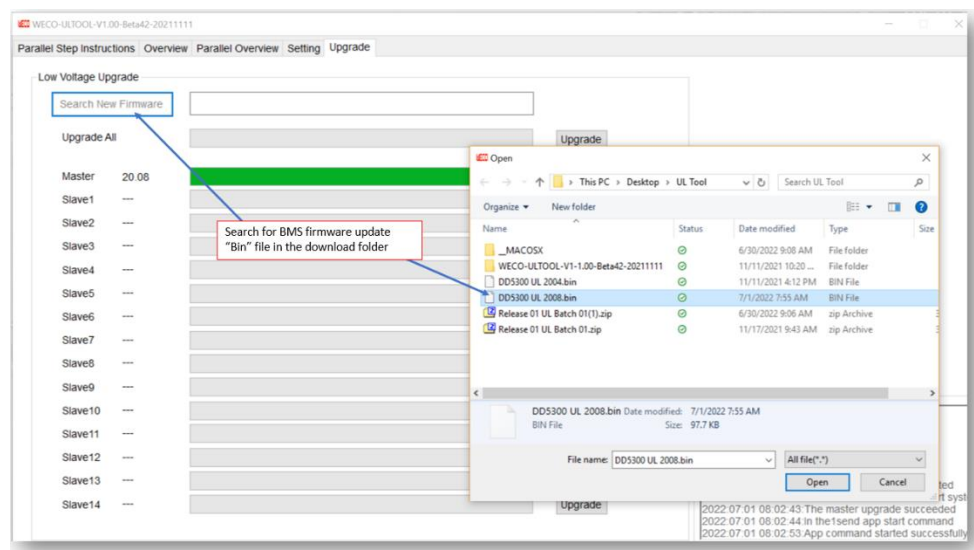 WECO-ULTOOL-V1.00-Beta42-20211111
Parallel Step Instructions Overview Parallel Overview Setting Upgrade
Low Voltage Upgrade
Search New Firmware
Upgrade All Upgrade
Master 20.08
Slave1 ---
Slave2 ---
Slave3 ---
Slave4 ---
Slave5 ---
Slave6 ---
Slave7 ---
Slave8 ---
Slave9 ---
Slave10 ---
Slave11 ---
Slave12 ---
Slave13 ---
Slave14 --- Upgrade
Search for BMS firmware update
“Bin” file in the download folder
Open
This PC > Desktop > UL Tool
Search UL Tool
Organize New folder
Name Status Date modified Type Size
__MACOSX 6/30/2022 9:08 AM File folder
WECO-ULTOOL-V1-1.00-Beta42-20211111 11/11/2021 10:20 ... File folder
DD5300 UL 2004.bin 11/11/2021 4:12 PM BIN File
DD5300 UL 2008.bin 7/1/2022 7:55 AM BIN File
Release 01 UL Batch 01(1).zip 6/30/2022 9:06 AM zip Archive
Release 01 UL Batch 01.zip 11/17/2021 9:43 AM zip Archive
DD5300 UL 2008.bin Date modified: 7/1/2022 7:55 AM
BIN File Size: 97.7 KB
File name: DD5300 UL 2008.bin All file(*.*)
Open Cancel
2022:07:01 08:02:43:The master upgrade succeeded
2022:07:01 08:02:44:In the1send app start command
2022:07:01 08:02:53:App command started successfully